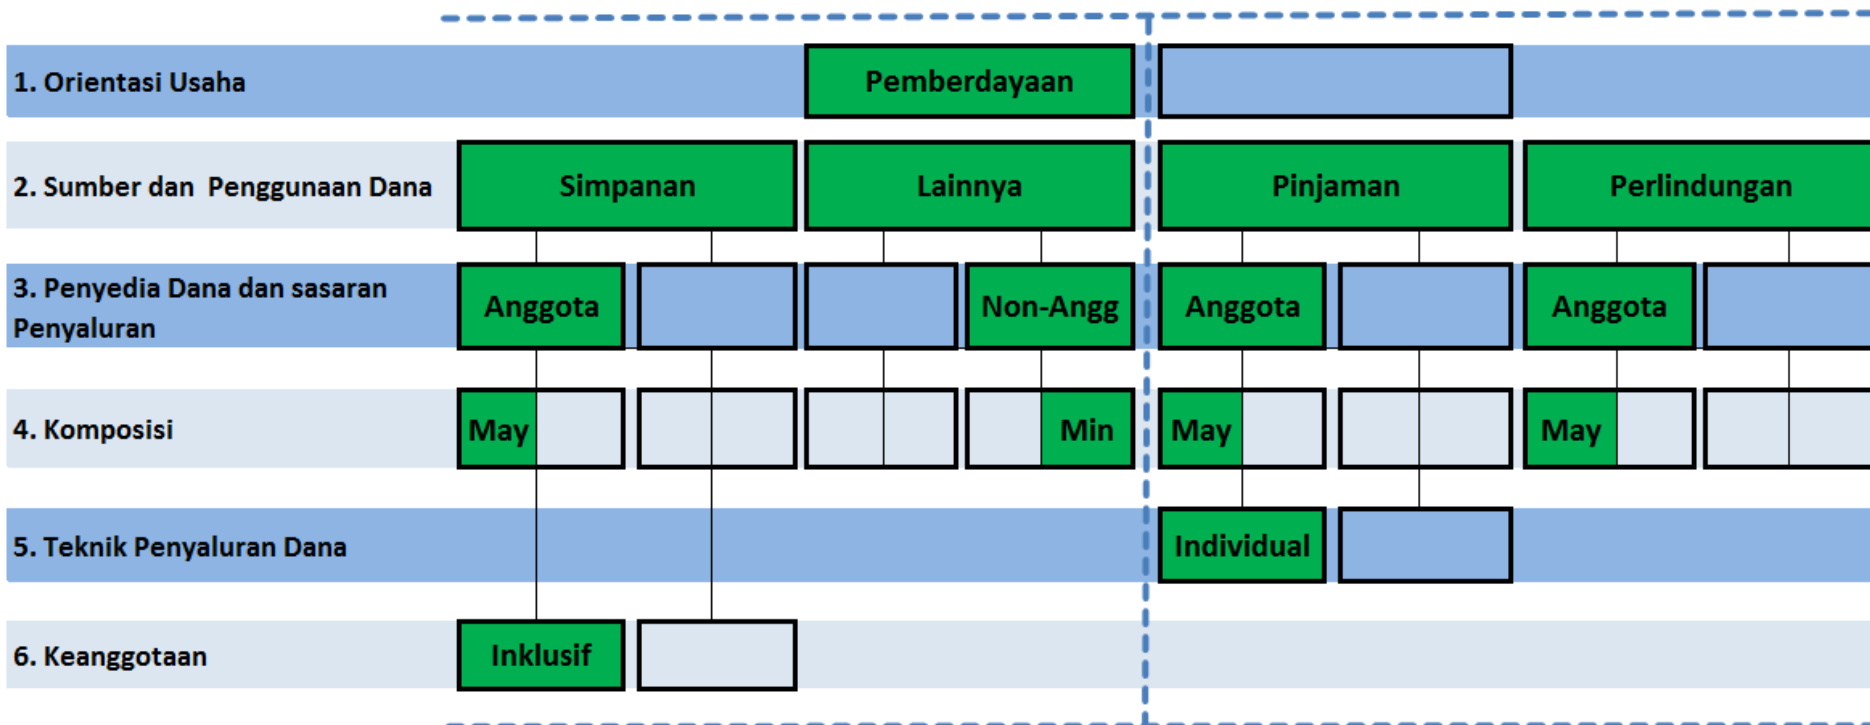 1. Orientasi Usaha
Pemberdayaan
2. Sumber dan Penggunaan Dana
Simpanan
Lainnya
Pinjaman
Perlindungan
3. Penyedia Dana dan sasaran
Penyaluran
Anggota
Non-Angg
Anggota
Anggota
4. Komposisi
May
Min
May
May
5. Teknik Penyaluran Dana
Individual
6. Keanggotaan
Inklusif